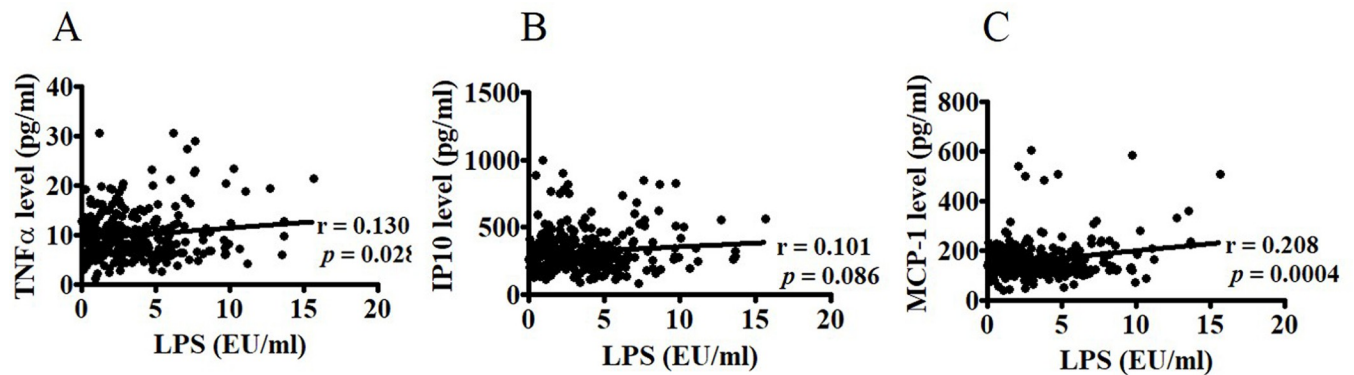 A
B
C
TNFα level (pg/ml)
40
30
20
10
0
r = 0.130
p = 0.028
0 5 10 15 20
LPS (EU/ml)
IP10 level (pg/ml)
1500
1000
500
0
r = 0.101
p = 0.086
0 5 10 15 20
LPS (EU/ml)
MCP-1 level (pg/ml)
800
600
400
200
0
r = 0.208
p = 0.0004
0 5 10 15 20
LPS (EU/ml)